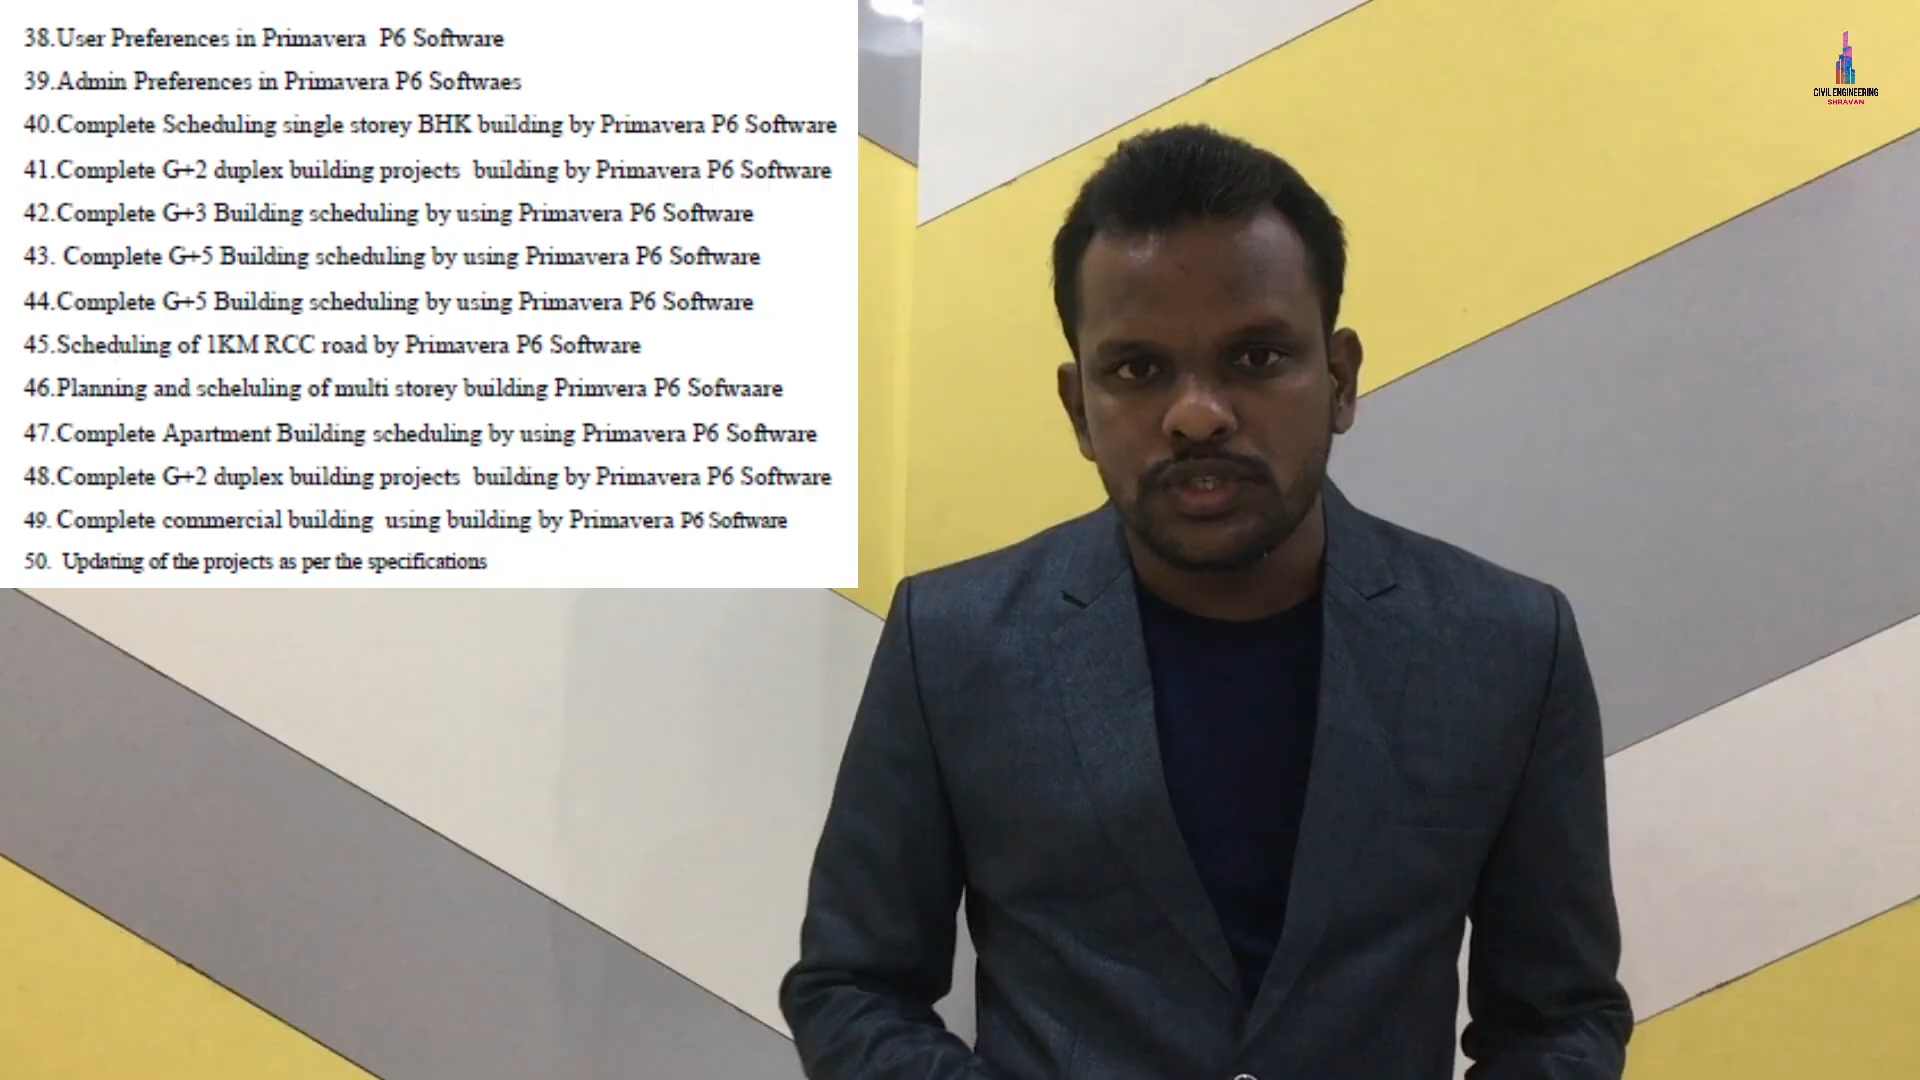 38.User Preferences in Primavera P6 Software
39.Admin Preferences in Primavera P6 Softwaes
40.Complete Scheduling single storey BHK building by Primavera P6 Software
41.Complete G+2 duplex building projects building by Primavera P6 Software
42.Complete G+3 Building scheduling by using Primavera P6 Software
43. Complete G+5 Building scheduling by using Primavera P6 Software
44.Complete G+5 Building scheduling by using Primavera P6 Software
45.Scheduling of 1KM RCC road by Primavera P6 Software
46.Planning and scheluling of multi storey building Primvera P6 Sofwaare
47.Complete Apartment Building scheduling by using Primavera P6 Software
48.Complete G+2 duplex building projects building by Primavera P6 Software
49. Complete commercial building using building by Primavera P6 Software
50. Updating of the projects as per the specifications
CIVIL ENGINEERING
SHRAVAN